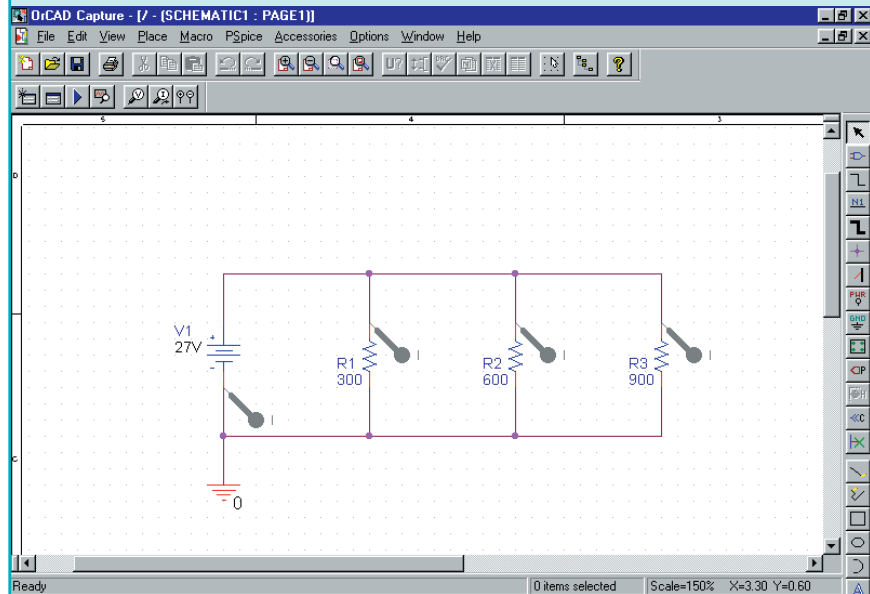 OrCAD Capture - [/ - (SCHEMATIC1 : PAGE1)]
File Edit View Place Macro PSpice Accessories Options Window Help
U?
5 4 3
D
N1
PWR
GND
V1
27V
+
-
I
R1
300
I
R2
600
I
R3
900
I
C
0
Ready
0 items selected
Scale=150% X=3.30 Y=0.60